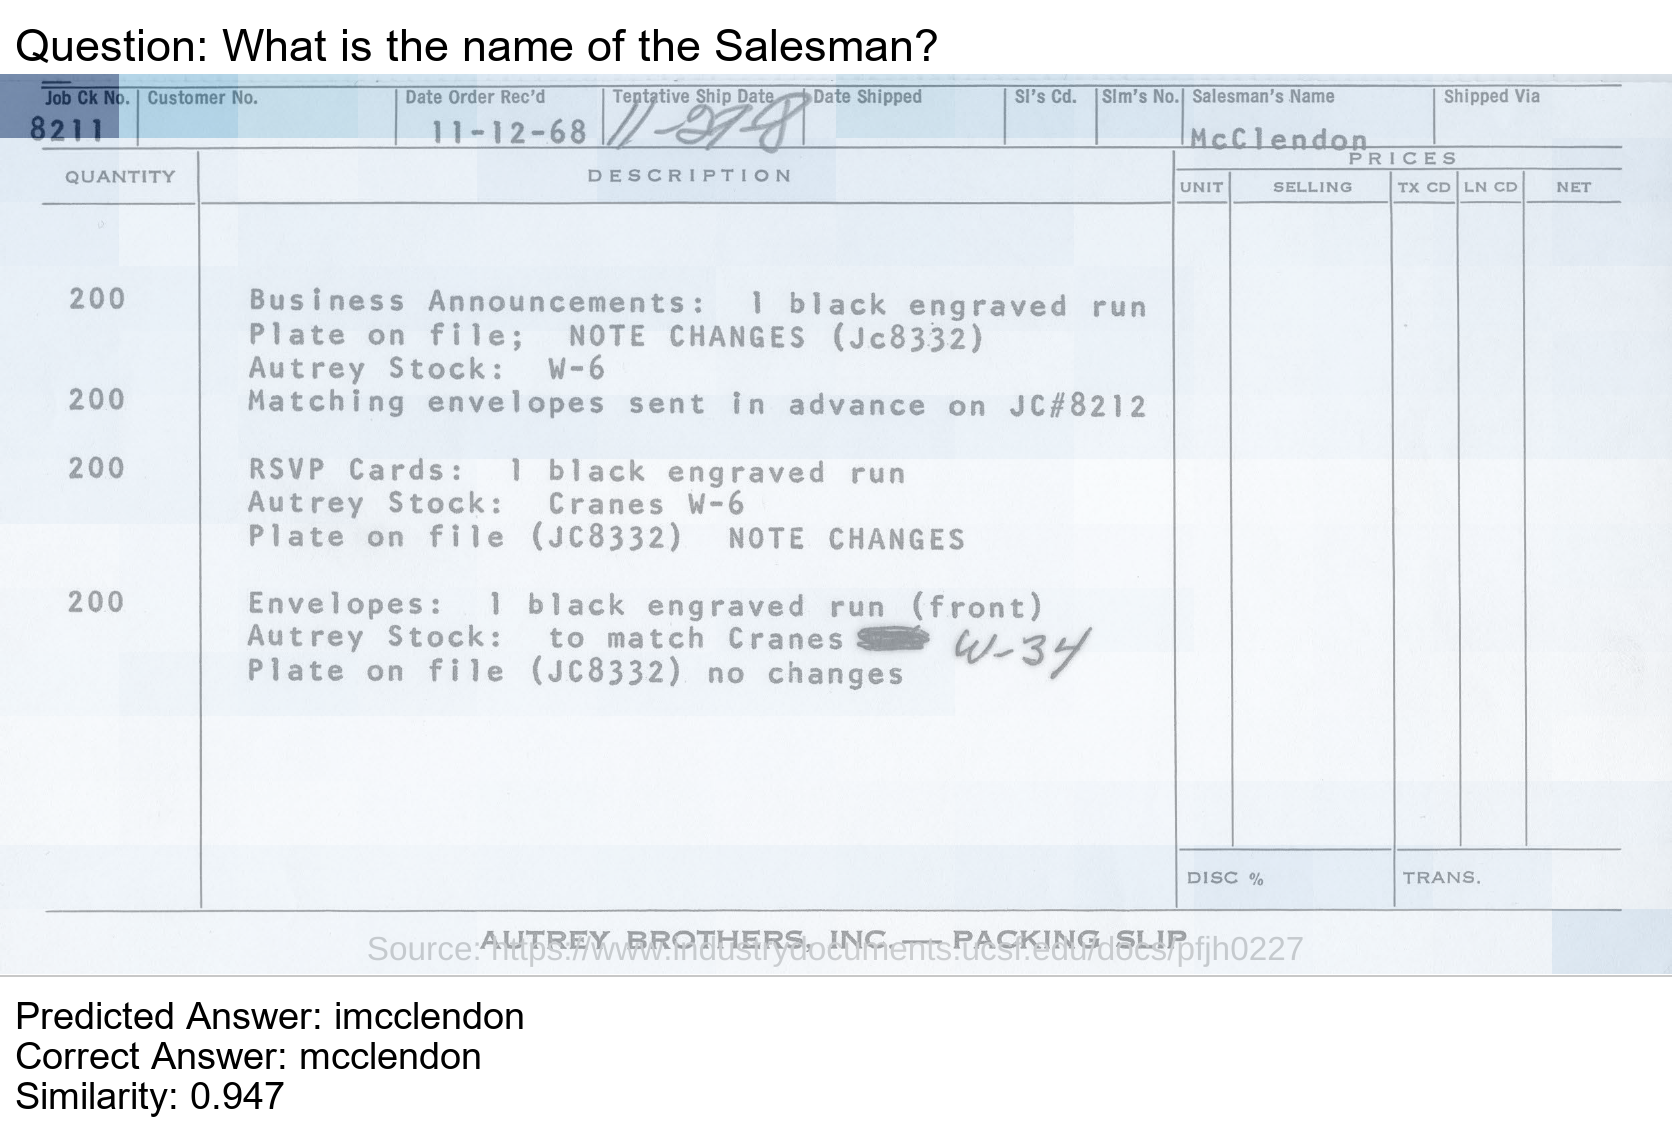 Question: What is the name of the Salesman?
Job Ck No. Customer No. Date Order Rec'd Tentative Ship Date Date Shipped Sl's Cd. Slm's No. Salesman's Name Shipped Via
8211 11-12-68 McClendon
PRICES
QUANTITY DESCRIPTION UNIT SELLING TX CD LN CD NET
200 Business Announcements: 1 black engraved run
Plate on file; NOTE CHANGES (Jc8332)
Autrey Stock: W-6
200 Matching envelopes sent in advance on JC#8212
200 RSVP Cards: 1 black engraved run
Autrey Stock: Cranes W-6
Plate on file (JC8332) NOTE CHANGES
200 Envelopes: 1 black engraved run (front)
Autrey Stock: to match Cranes W-34
Plate on file (JC8332) no changes
DISC % TRANS.
AUTREY BROTHERS, INC. — PACKING SLIP
Source: https://www.industrydocuments.ucsf.edu/docs/pfjh0227
Predicted Answer: imcclendon
Correct Answer: mcclendon
Similarity: 0.947